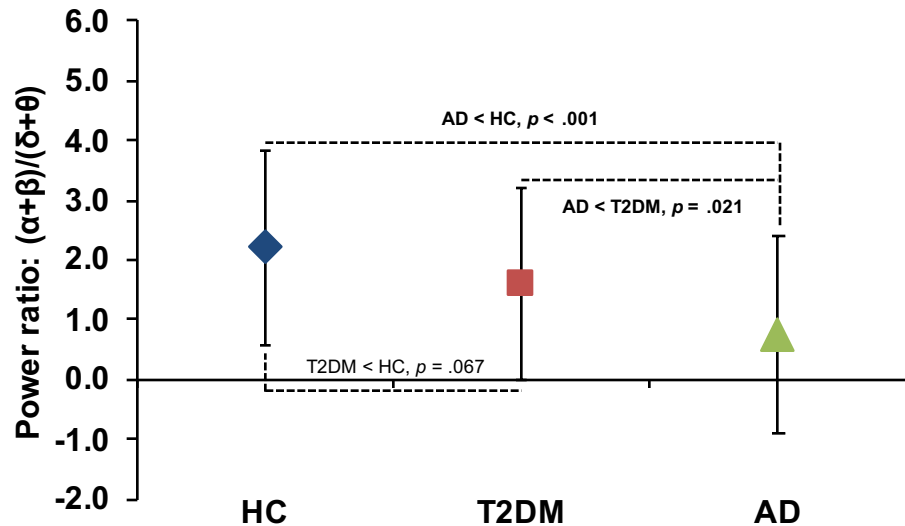 Power ratio: (α+β)/(δ+θ)
6.0
5.0
4.0
3.0
2.0
1.0
0.0
-1.0
-2.0
AD < HC, p < .001
AD < T2DM, p = .021
T2DM < HC, p = .067
HC
T2DM
AD